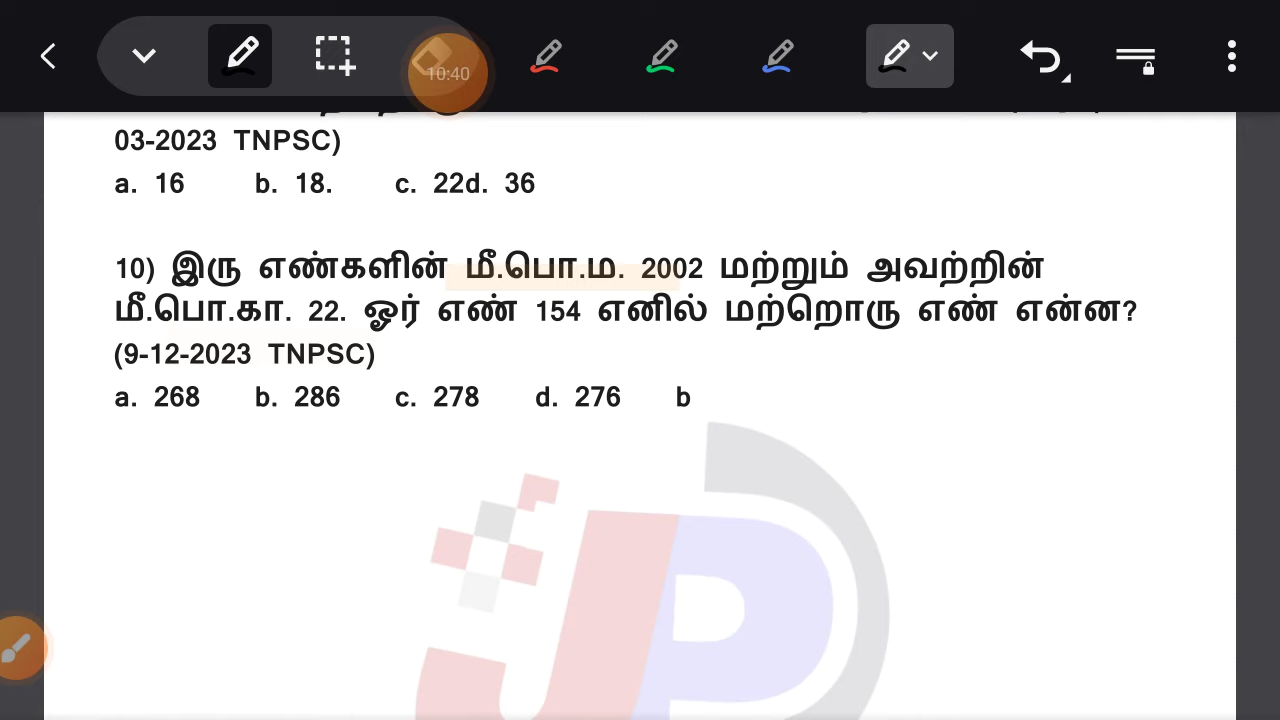 10:40
03-2023 TNPSC)
a. 16 b. 18. c. 22d. 36
10) இரு எண்களின் மீ.பொ.ம. 2002 மற்றும் அவற்றின்
மீ.பொ.கா. 22. ஓர் எண் 154 எனில் மற்றொரு எண் என்ன?
(9-12-2023 TNPSC)
a. 268 b. 286 c. 278 d. 276 b
JP